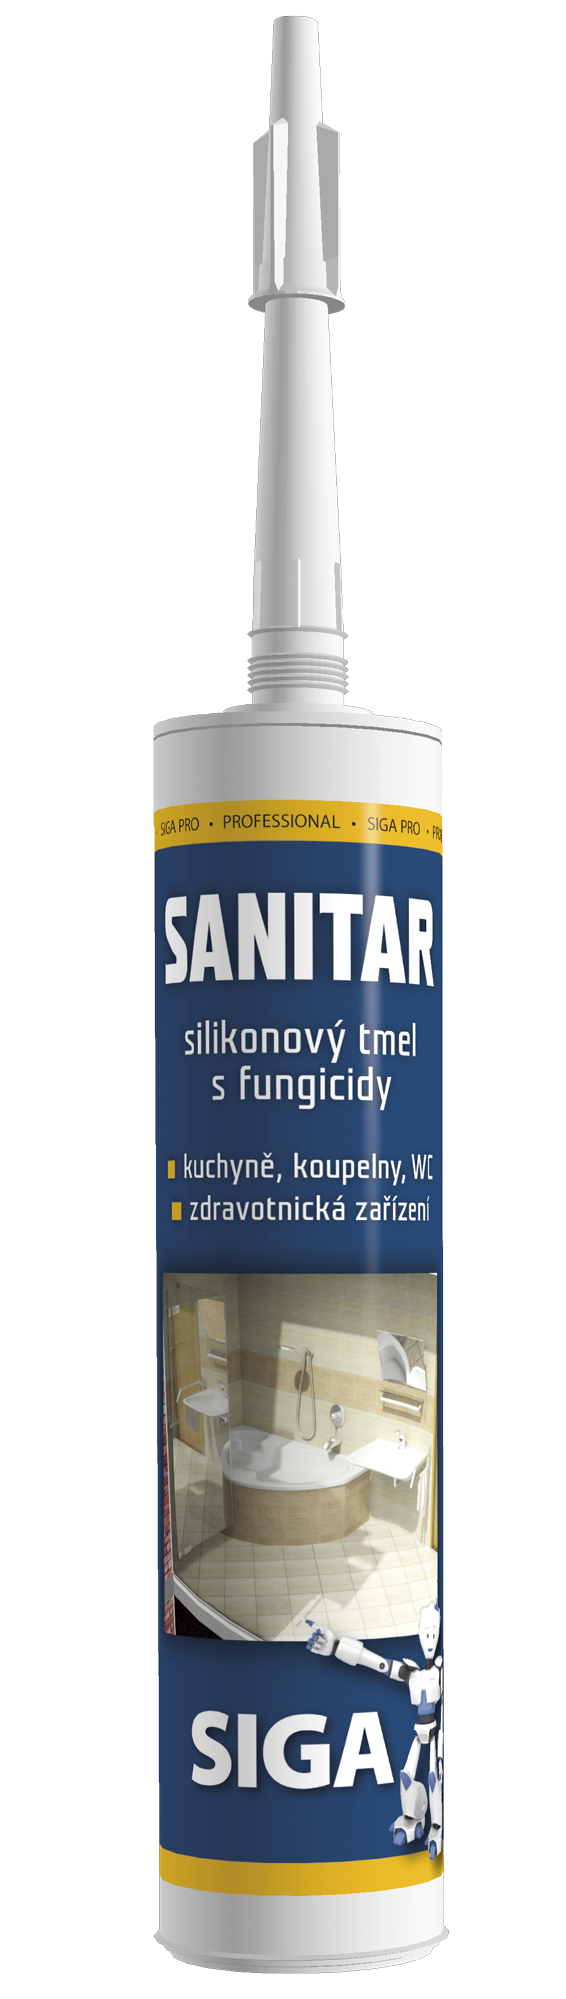 SIGA PRO • PROFESSIONAL • SIGA PRO •
SANITAR
silikonový tmel
s fungicidy
kuchyně, koupelny, WC
zdravotnická zařízení
SIGA